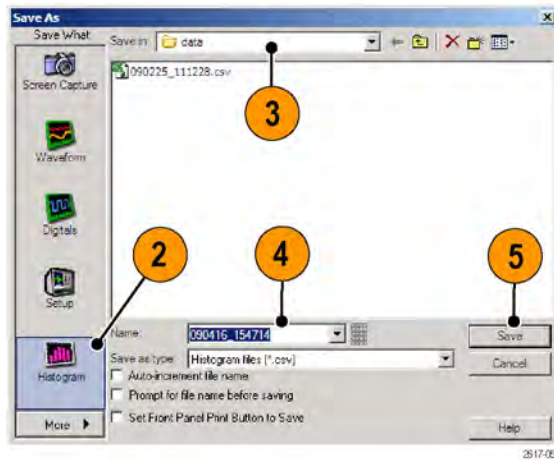 Save As
Save What
Save in: data
Screen Capture
090225_111228.csv
3
Waveform
Digitals
2
4
5
Setup
Name: 090416_154714
Save
Save as type: Histogram files (*.csv)
Cancel
Histogram
Auto-increment file name
Prompt for file name before saving
Set Front Panel Print Button to Save
More
Help